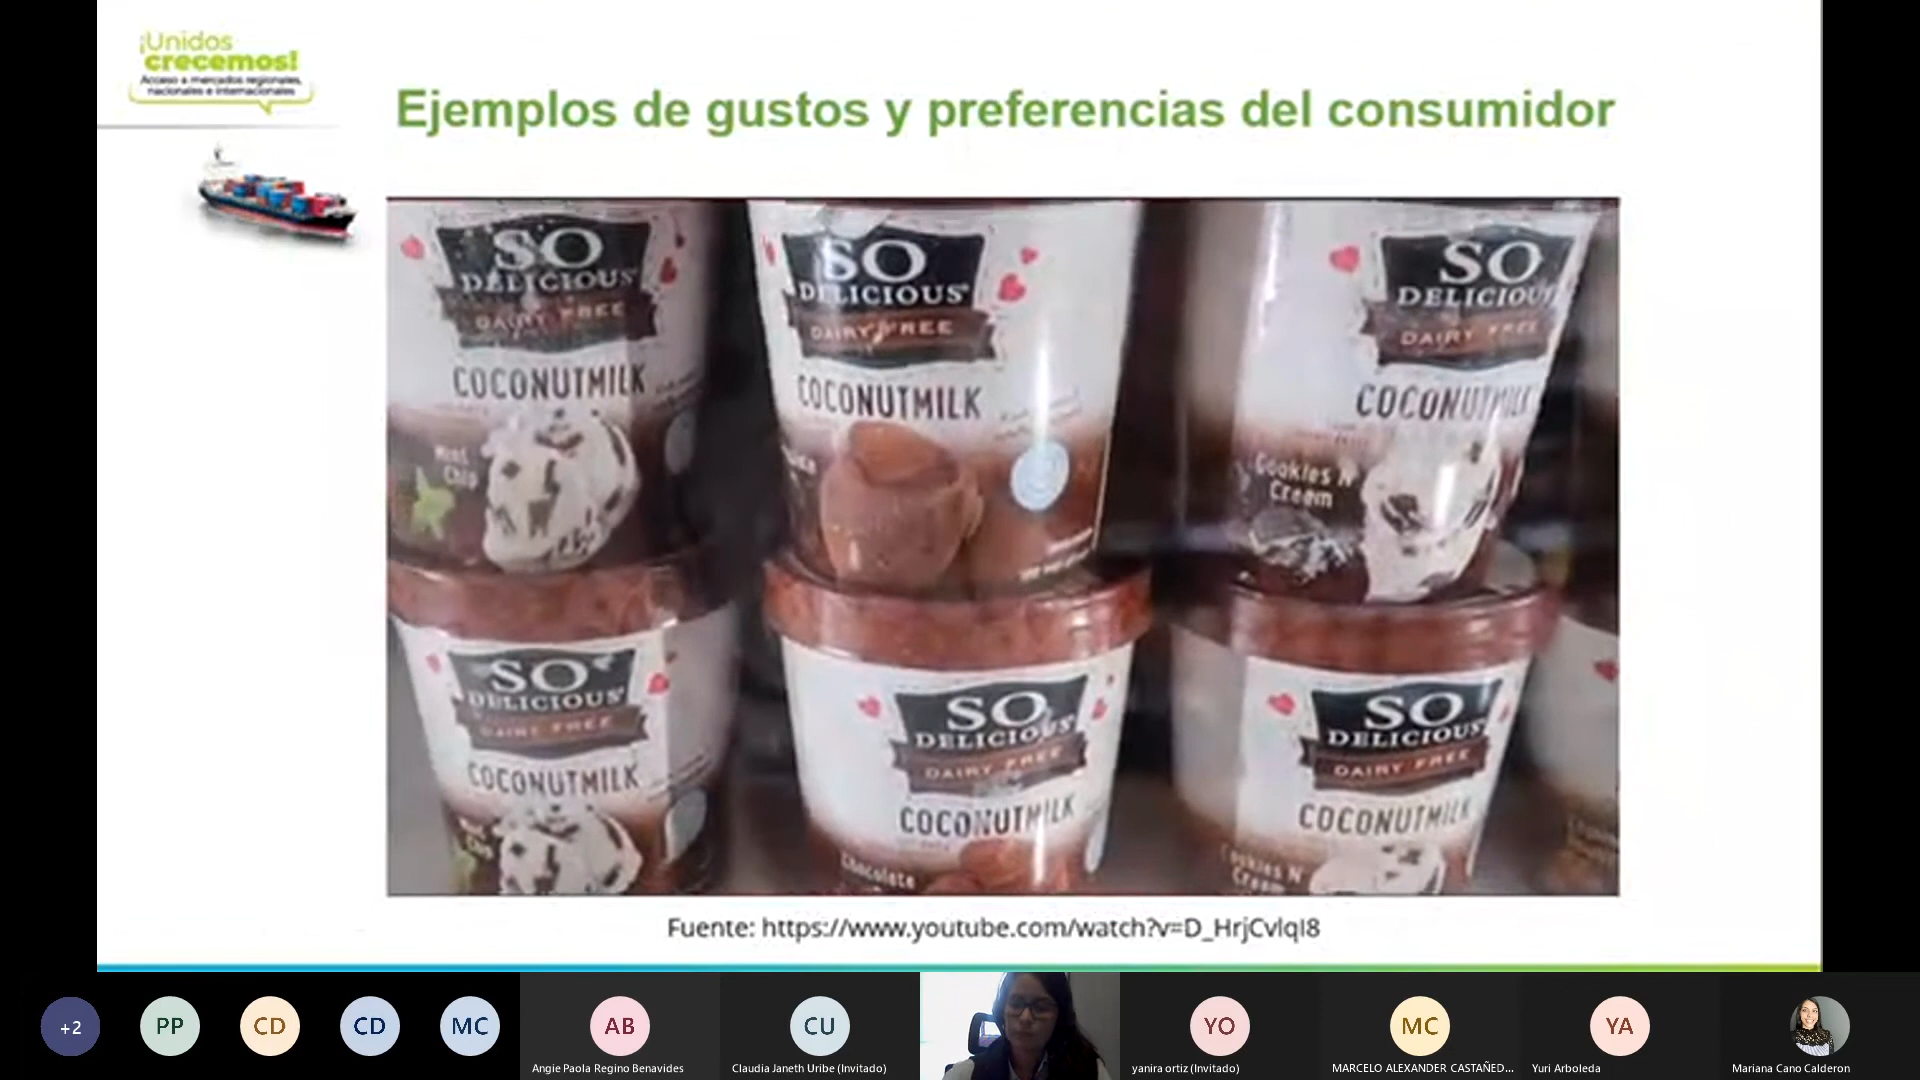 ¡Unidos
crecemos!
Acceso a mercados regionales,
nacionales e internacionales
Ejemplos de gustos y preferencias del consumidor
SO
DELICIOUS
DAIRY FREE
COCONUTMILK
Mint
Chip
SO
DELICIOUS
DAIRY FREE
COCONUTMILK
SO
DELICIOUS
DAIRY FREE
COCONUTMILK
Cookies N
Cream
SO
DELICIOUS
DAIRY FREE
COCONUTMILK
Chip
SO
DELICIOUS
DAIRY FREE
COCONUTMILK
Chocolate
SO
DELICIOUS
DAIRY FREE
COCONUTMILK
Cookies N
Cream
Fuente: https://www.youtube.com/watch?v=D_HrjCvlqI8
+2
PP
CD
CD
MC
AB
CU
YO
MC
YA
Angie Paola Regino Benavides
Claudia Janeth Uribe (Invitado)
yanira ortiz (Invitado)
MARCELO ALEXANDER CASTAÑED...
Yuri Arboleda
Mariana Cano Calderon